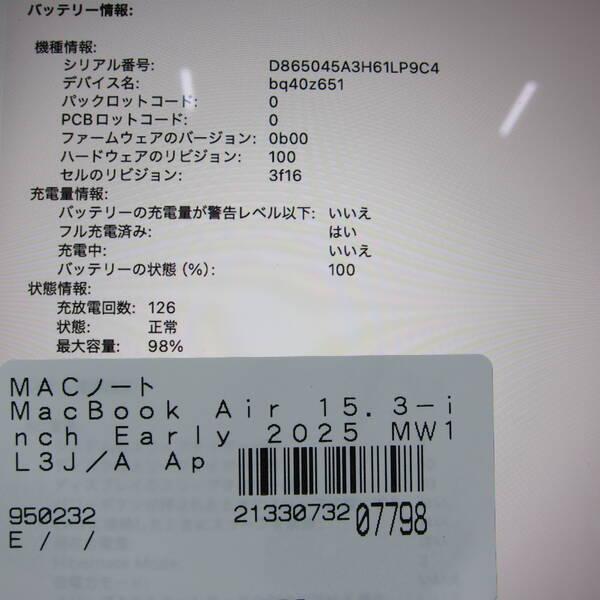 バッテリー情報:
機種情報:
シリアル番号: D865045A3H61LP9C4
デバイス名: bq40z651
パックロットコード: 0
PCBロットコード: 0
ファームウェアのバージョン: 0b00
ハードウェアのリビジョン: 100
セルのリビジョン: 3f16
充電量情報:
バッテリーの充電量が警告レベル以下: いいえ
フル充電済み: はい
充電中: いいえ
バッテリーの状態 (%): 100
状態情報:
充放電回数: 126
状態: 正常
最大容量: 98%
MACノート
MacBook Air 15.3-i
nch Early 2025 MW1
L3J/A Ap
950232 21330732 07798
E / /